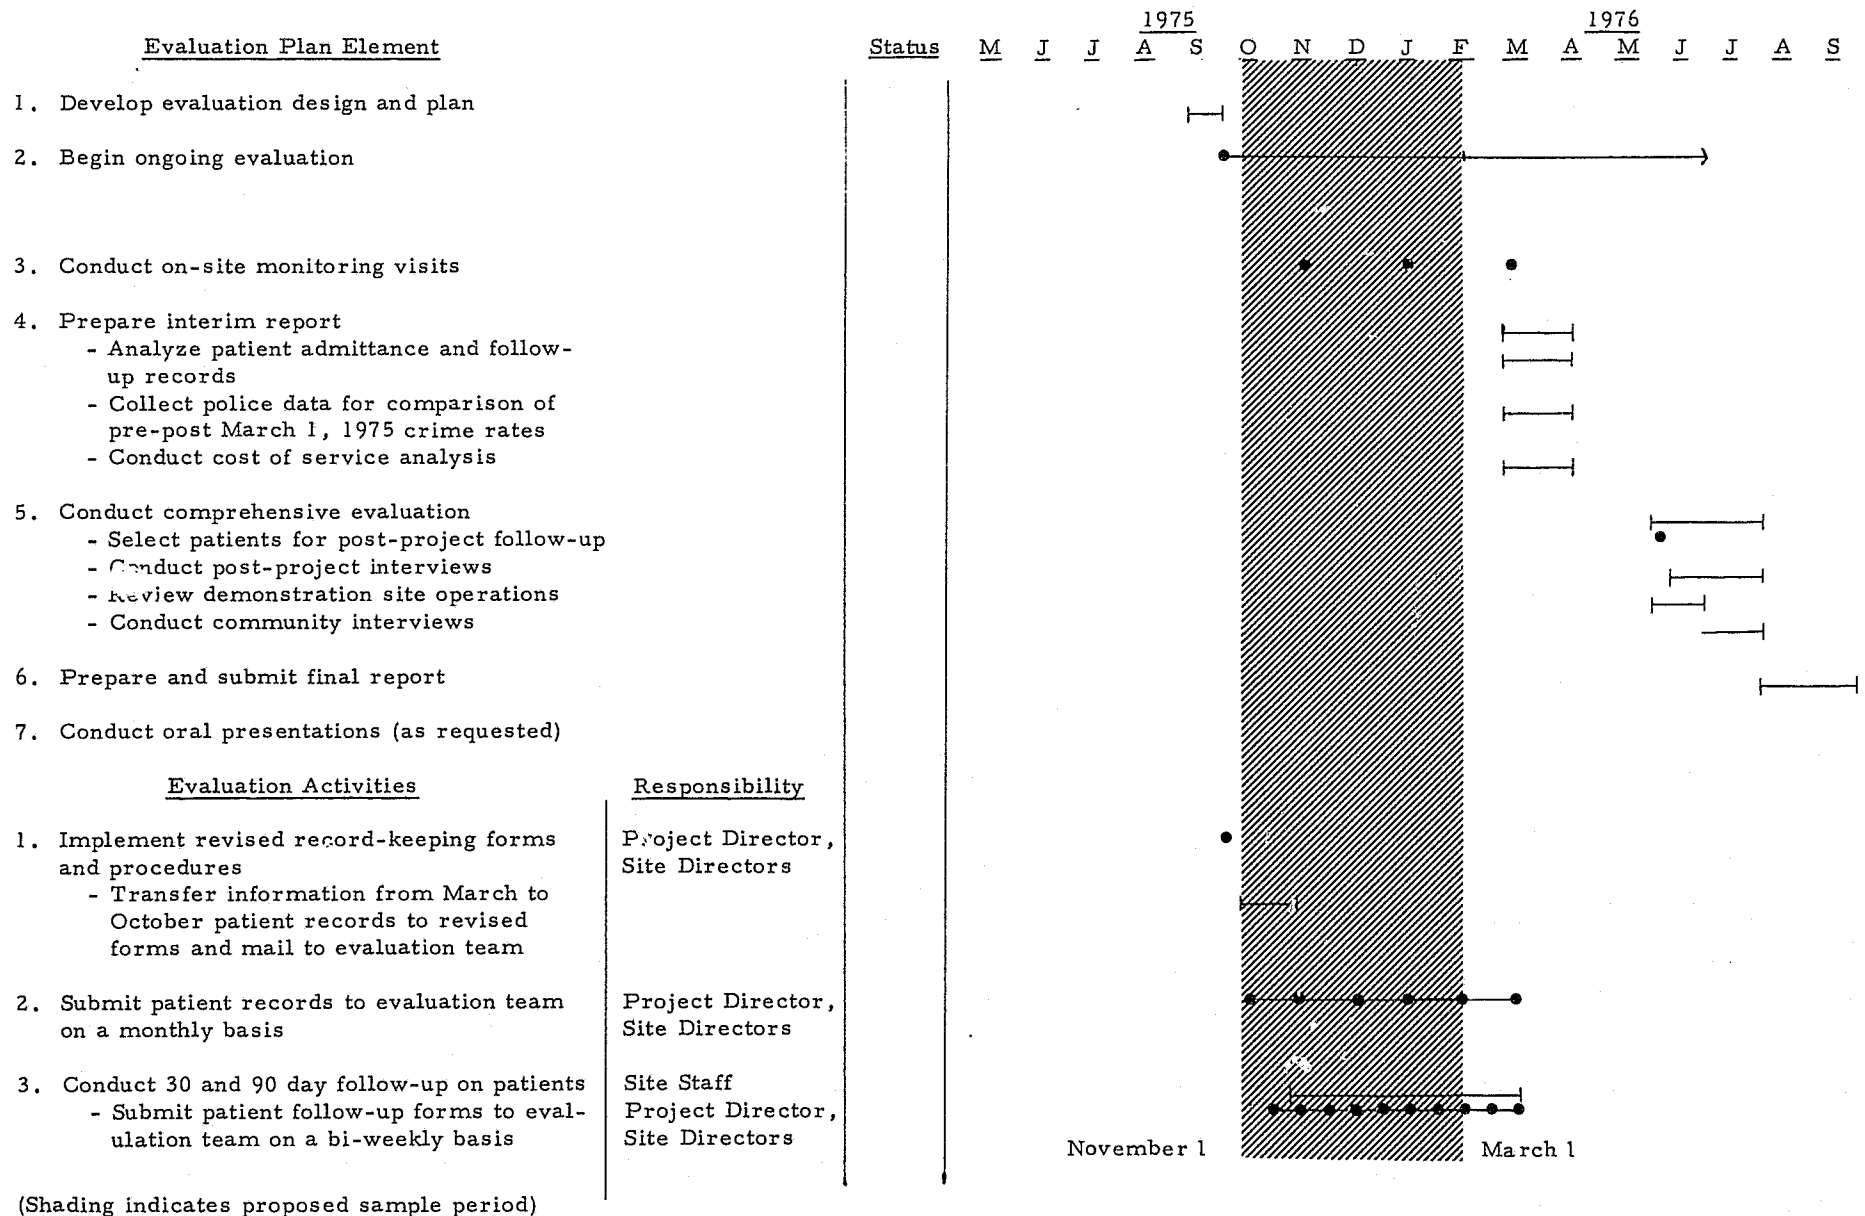 1975 1976
Evaluation Plan Element Status M J J A S O N D J F M A M J J A S
1. Develop evaluation design and plan
2. Begin ongoing evaluation
3. Conduct on-site monitoring visits
4. Prepare interim report
- Analyze patient admittance and follow-
up records
- Collect police data for comparison of
pre-post March 1, 1975 crime rates
- Conduct cost of service analysis
5. Conduct comprehensive evaluation
- Select patients for post-project follow-up
- Conduct post-project interviews
- Review demonstration site operations
- Conduct community interviews
6. Prepare and submit final report
7. Conduct oral presentations (as requested)
Evaluation Activities Responsibility
1. Implement revised record-keeping forms Project Director,
and procedures Site Directors
- Transfer information from March to
October patient records to revised
forms and mail to evaluation team
2. Submit patient records to evaluation team Project Director,
on a monthly basis Site Directors
3. Conduct 30 and 90 day follow-up on patients Site Staff
- Submit patient follow-up forms to eval- Project Director,
ulation team on a bi-weekly basis Site Directors
November 1 March 1
(Shading indicates proposed sample period)